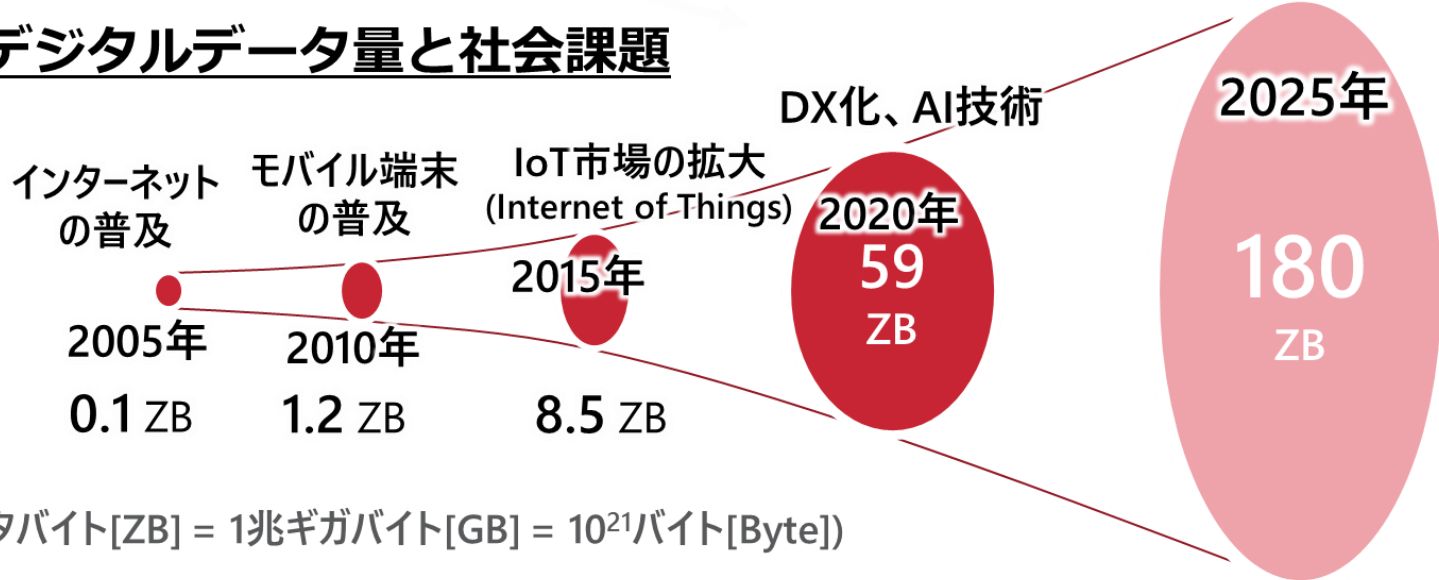 デジタルデータ量と社会課題
インターネット
の普及
2005年
0.1 ZB
モバイル端末
の普及
2010年
1.2 ZB
IoT市場の拡大
(Internet of Things)
2015年
8.5 ZB
DX化、AI技術
2020年
59
ZB
2025年
180
ZB
タバイト[ZB] = 1兆ギガバイト[GB] = 10²¹バイト[Byte])